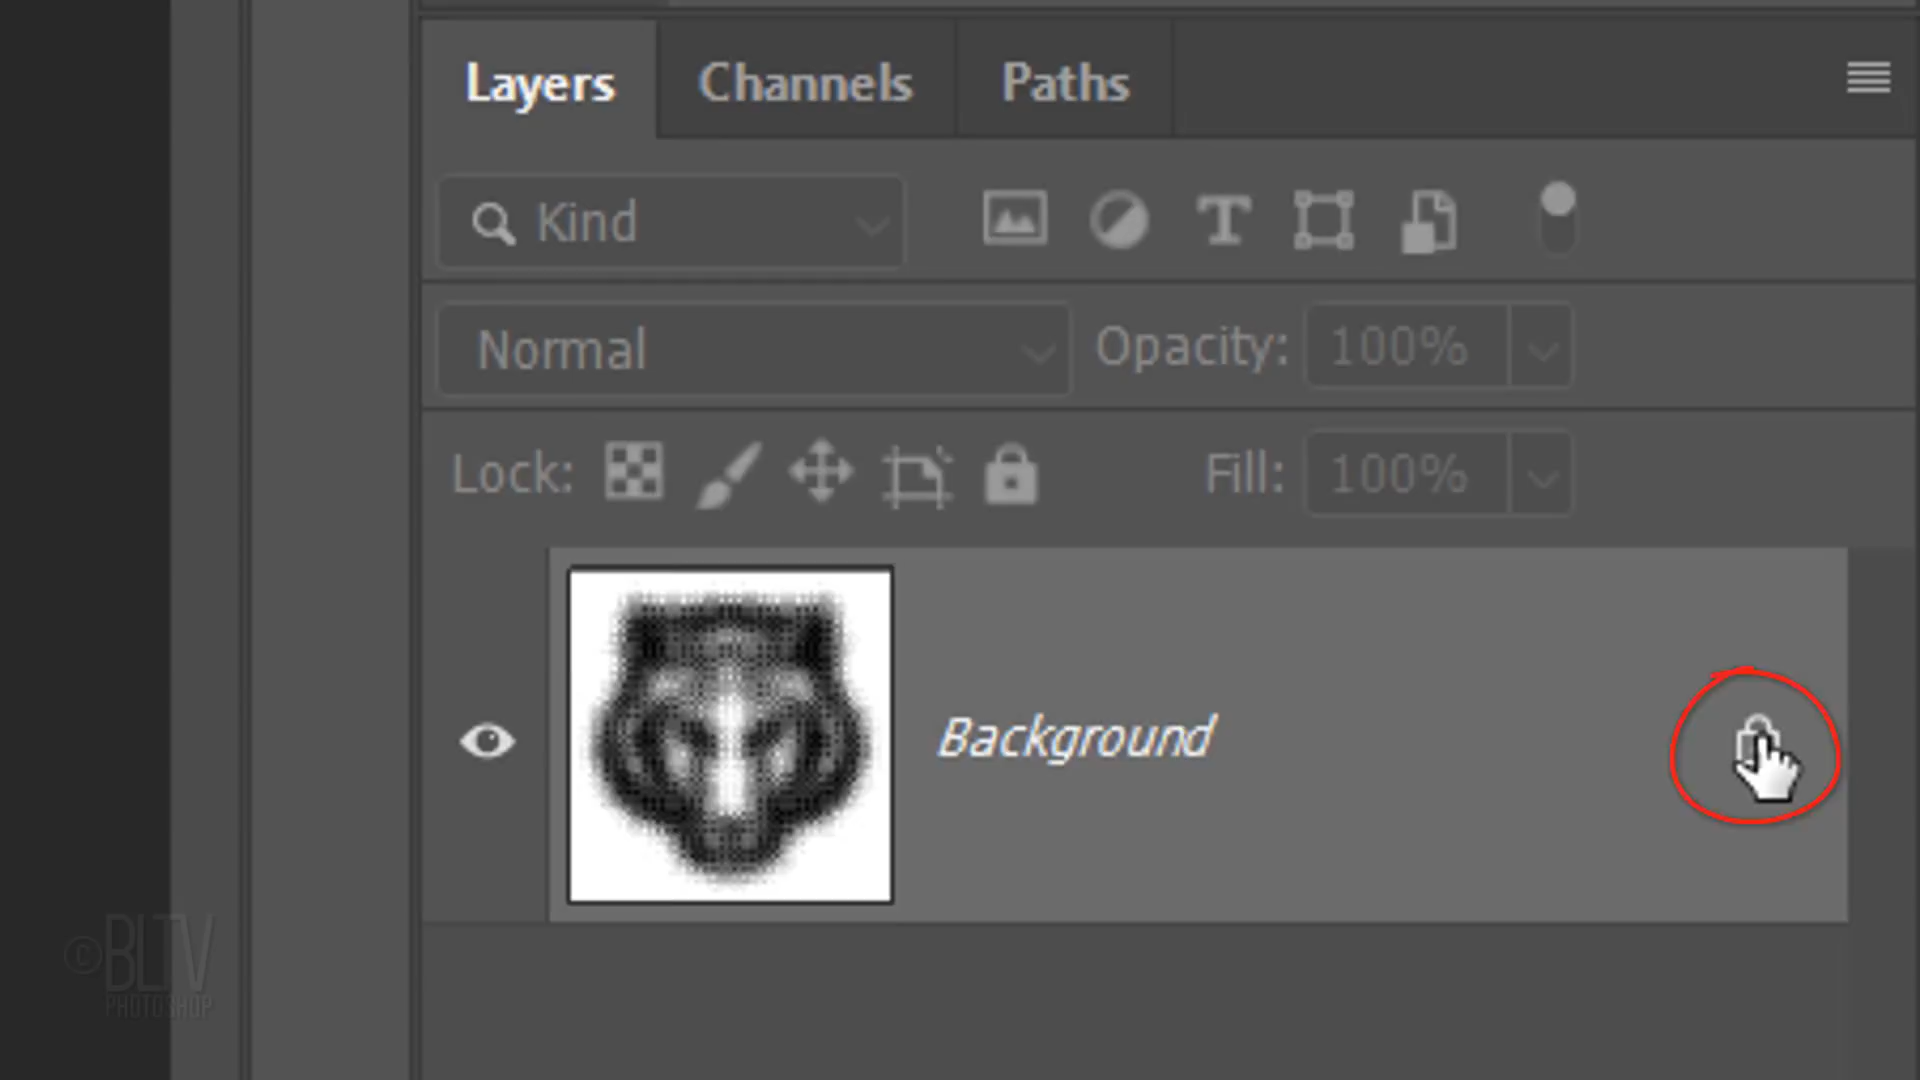 Layers Channels Paths
Kind
Normal Opacity: 100%
Lock: Fill: 100%
Background
©BLTV
PHOTOSHOP